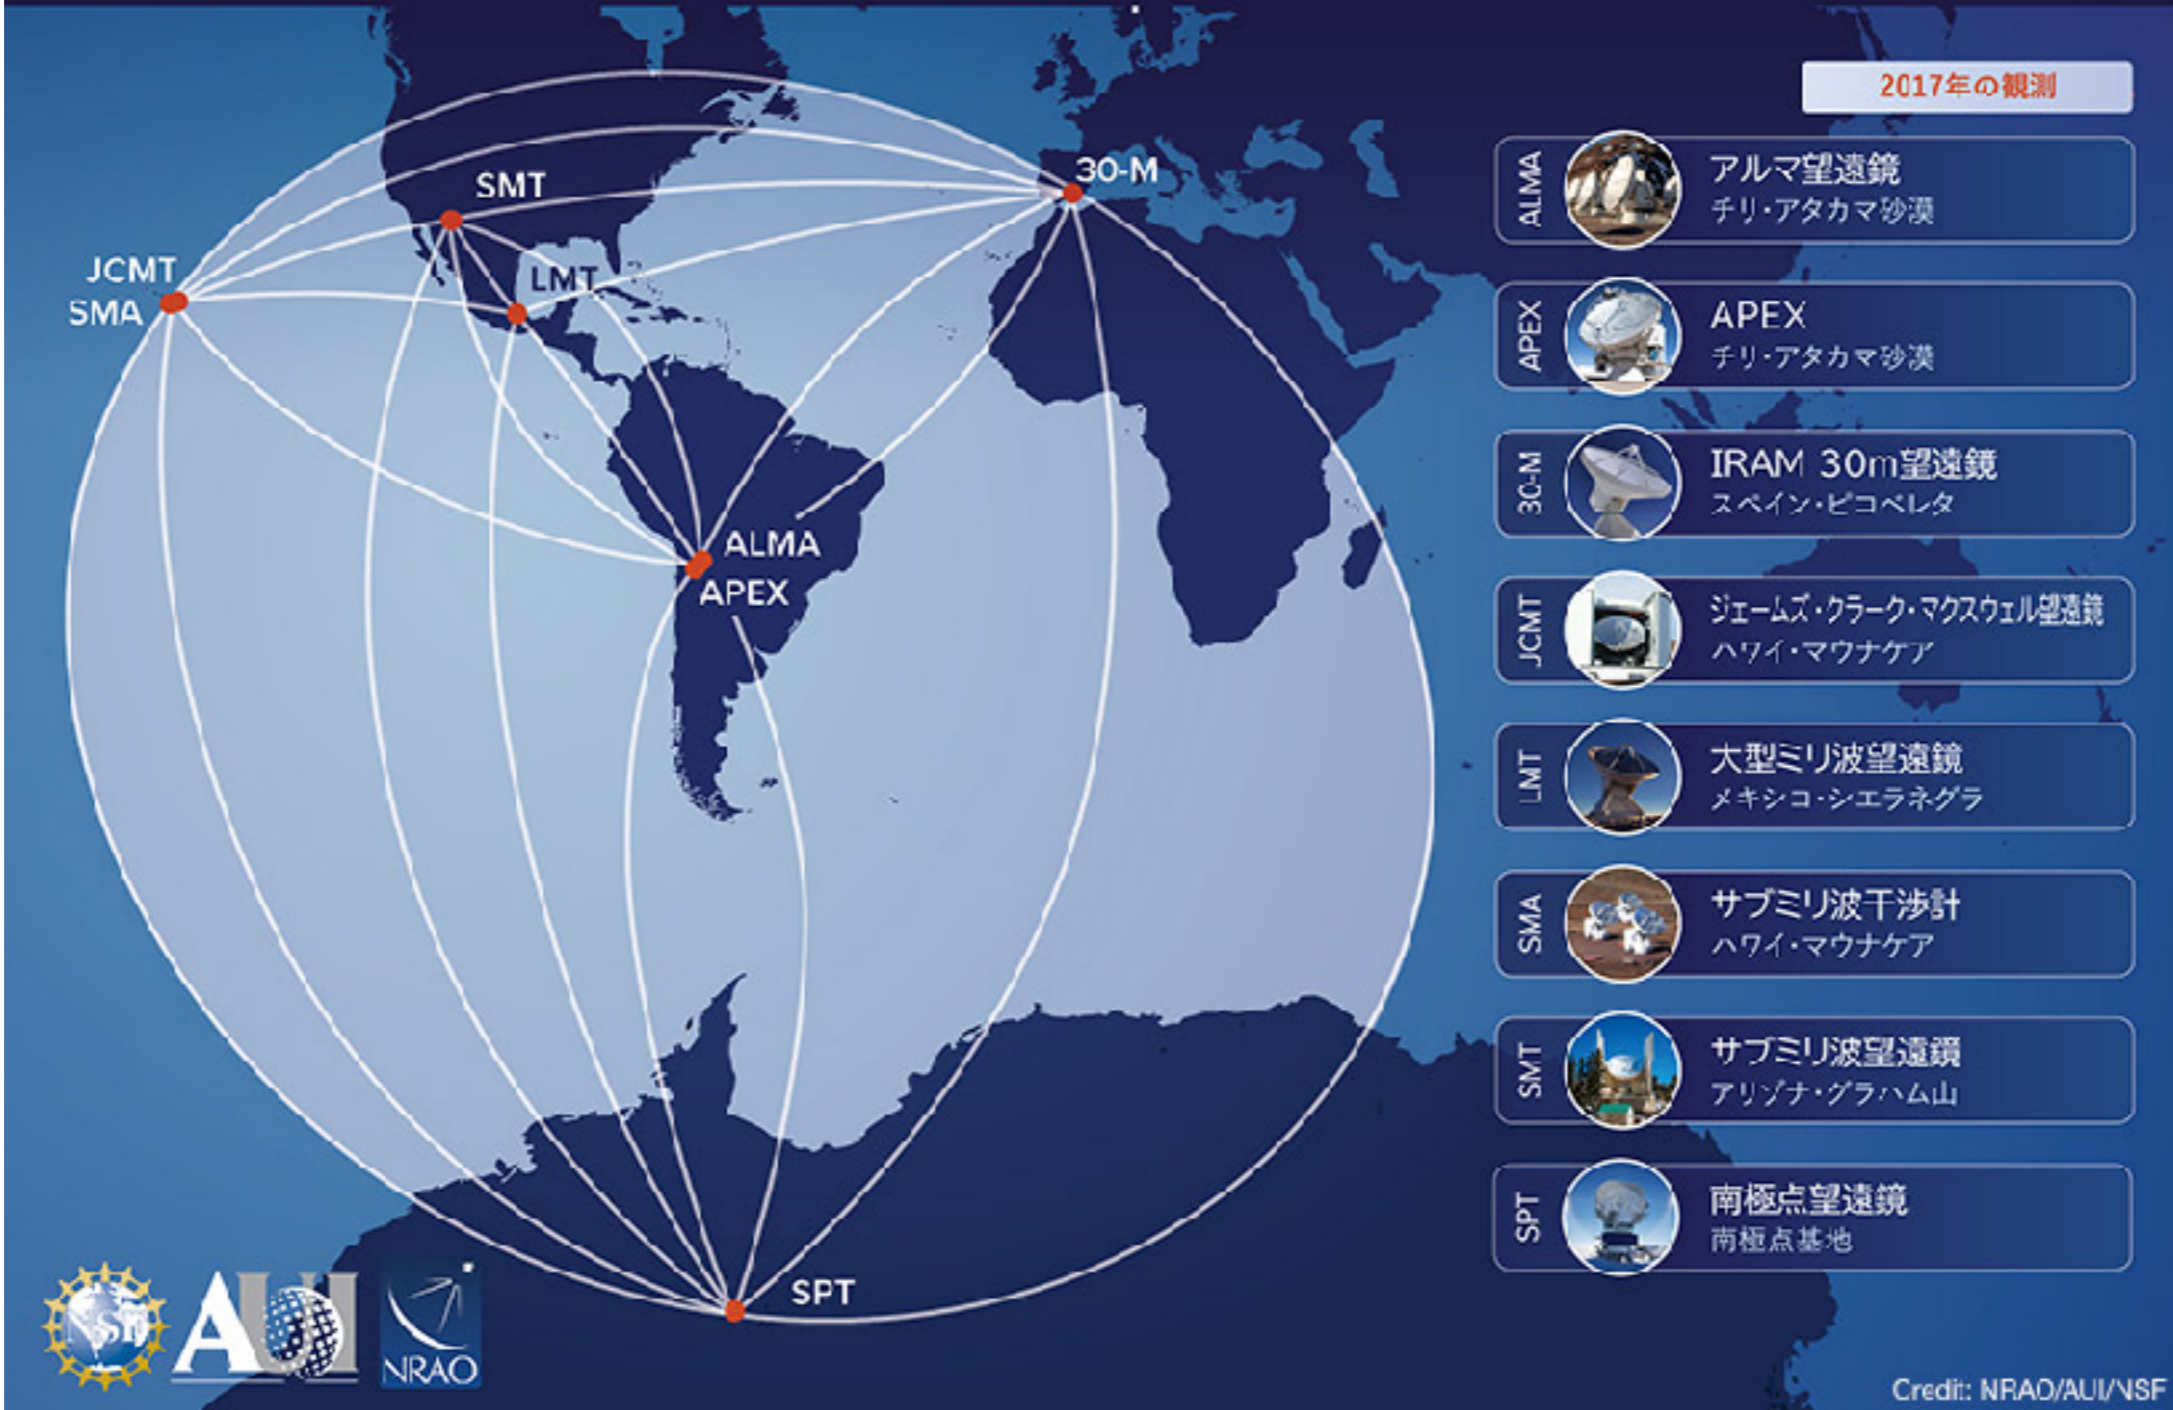 2017年の観測
SMT
30-M
JCMT
SMA
LMT
ALMA
APEX
SPT
ALMA
アルマ望遠鏡
チリ・アタカマ砂漠
APEX
APEX
チリ・アタカマ砂漠
30-M
IRAM 30m望遠鏡
スペイン・ピコベレタ
JCMT
ジェームズ・クラーク・マクスウェル望遠鏡
ハワイ・マウナケア
LMT
大型ミリ波望遠鏡
メキシコ・シエラネグラ
SMA
サブミリ波干渉計
ハワイ・マウナケア
SMT
サブミリ波望遠鏡
アリゾナ・グラハム山
SPT
南極点望遠鏡
南極点基地
NSF
AUI
NRAO
Credit: NRAO/AUI/NSF